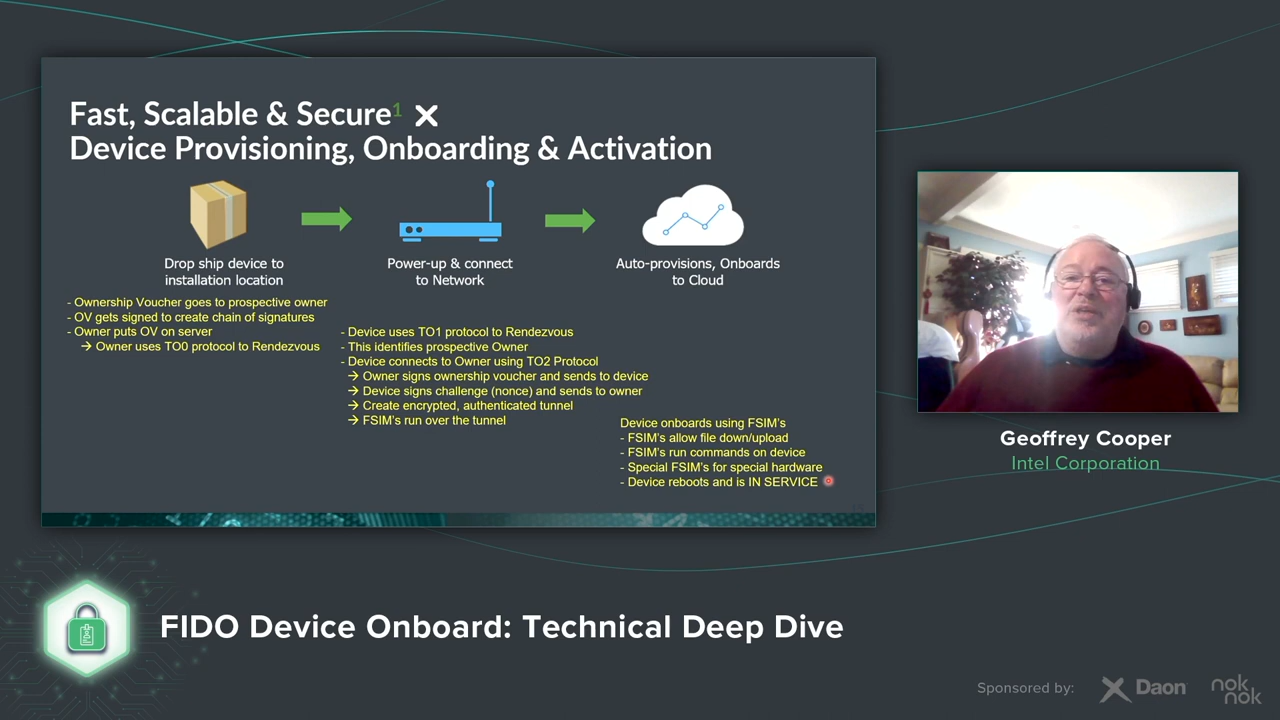 Fast, Scalable & Secure1
Device Provisioning, Onboarding & Activation
Drop ship device to
installation location
- Ownership Voucher goes to prospective owner
- OV gets signed to create chain of signatures
- Owner puts OV on server
→ Owner uses TO0 protocol to Rendezvous
Power-up & connect
to Network
- Device uses TO1 protocol to Rendezvous
- This identifies prospective Owner
- Device connects to Owner using TO2 Protocol
→ Owner signs ownership voucher and sends to device
→ Device signs challenge (nonce) and sends to owner
→ Create encrypted, authenticated tunnel
→ FSIM's run over the tunnel
Auto-provisions, Onboards
to Cloud
Device onboards using FSIM's
- FSIM's allow file down/upload
- FSIM's run commands on device
- Special FSIM's for special hardware
- Device reboots and is IN SERVICE
Geoffrey Cooper
Intel Corporation
FIDO Device Onboard: Technical Deep Dive
Sponsored by:
Daon
nok
nok